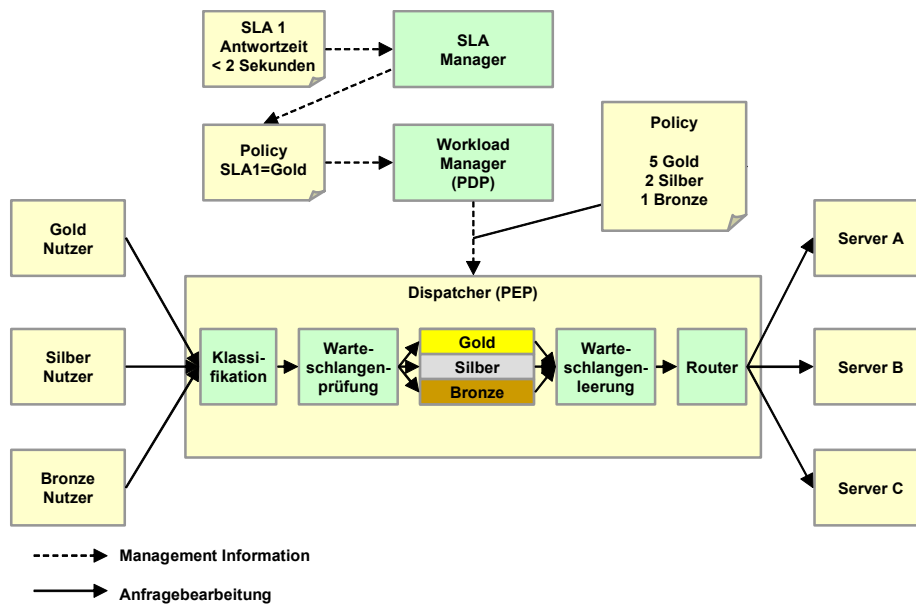 SLA 1
Antwortzeit
< 2 Sekunden
SLA
Manager
Policy
SLA1=Gold
Workload
Manager
(PDP)
Policy
5 Gold
2 Silber
1 Bronze
Gold
Nutzer
Silber
Nutzer
Bronze
Nutzer
Dispatcher (PEP)
Klassi-
fikation
Warte-
schlangen-
prüfung
Gold
Silber
Bronze
Warte-
schlangen-
leerung
Router
Server A
Server B
Server C
Management Information
Anfragebearbeitung